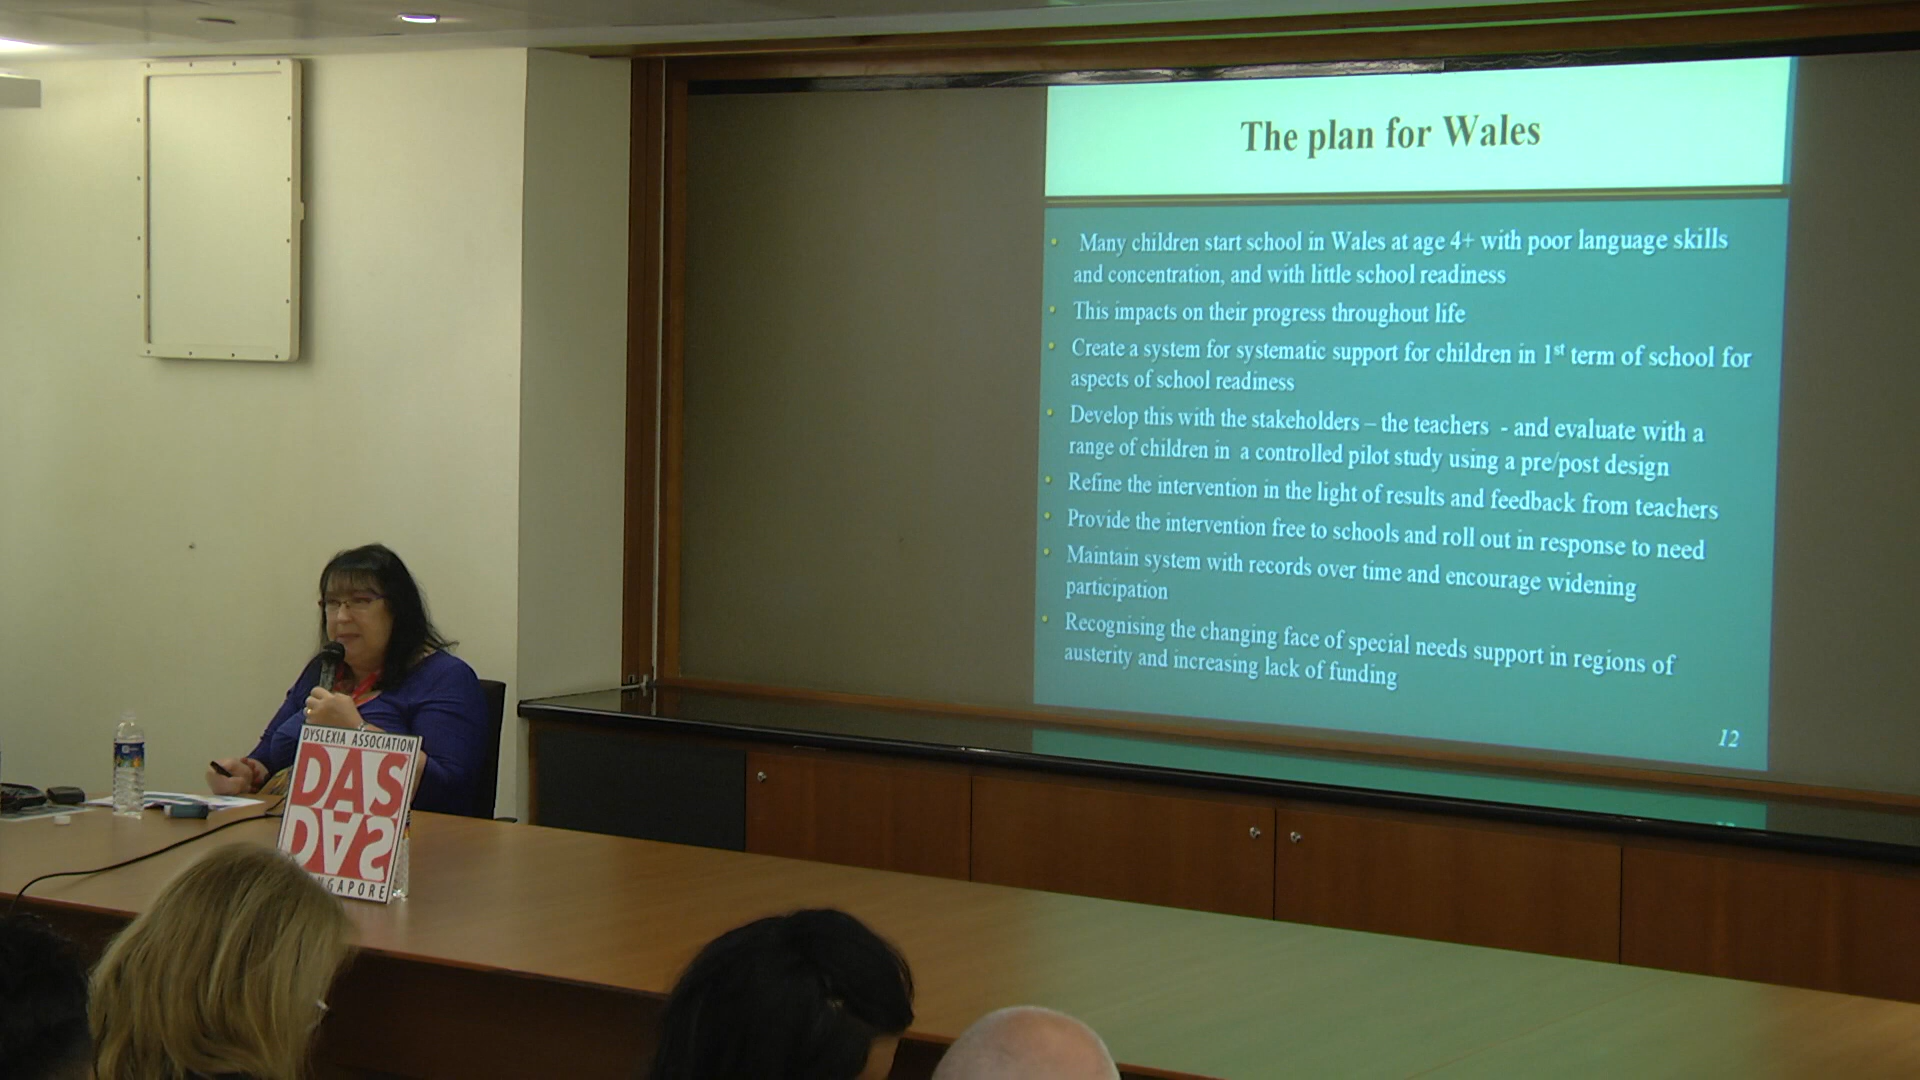 The plan for Wales
• Many children start school in Wales at age 4+ with poor language skills
and concentration, and with little school readiness
• This impacts on their progress throughout life
• Create a system for systematic support for children in 1st term of school for
aspects of school readiness
• Develop this with the stakeholders – the teachers - and evaluate with a
range of children in a controlled pilot study using a pre/post design
• Refine the intervention in the light of results and feedback from teachers
• Provide the intervention free to schools and roll out in response to need
• Maintain system with records over time and encourage widening
participation
• Recognising the changing face of special needs support in regions of
austerity and increasing lack of funding
12
DYSLEXIA ASSOCIATION
DAS
DAS
NGAPORE